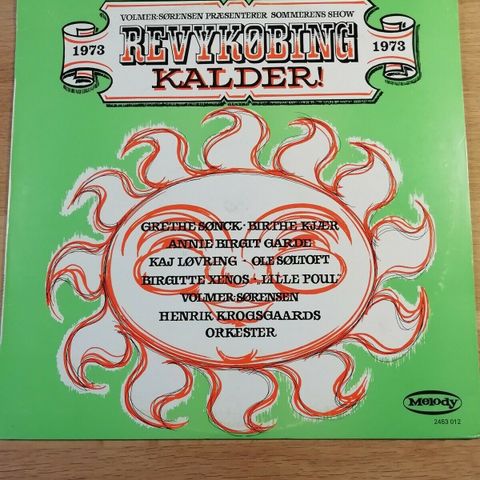 VOLMER-SØRENSEN PRÆSENTERER SOMMERENS SHOW
1973 REVYKØBING 1973
KALDER!
GRETHE SØNCK · BIRTHE KJÆR
ANNIE BIRGIT GARDE
KAJ LØVRING · OLE SØLTOFT
BIRGITTE XENOS · „LILLE POUL"
VOLMER-SØRENSEN
HENRIK KROGSGAARDS
ORKESTER
Melody
2463 012